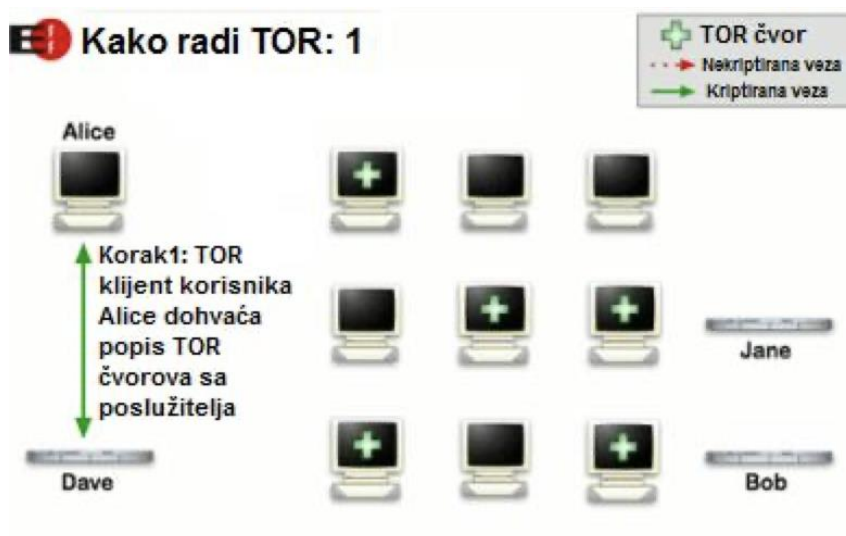 Kako radi TOR: 1
TOR čvor
Nekriptirana veza
Kriptirana veza
Alice
Korak1: TOR
klijent korisnika
Alice dohvaća
popis TOR
čvorova sa
poslužitelja
Jane
Dave
Bob